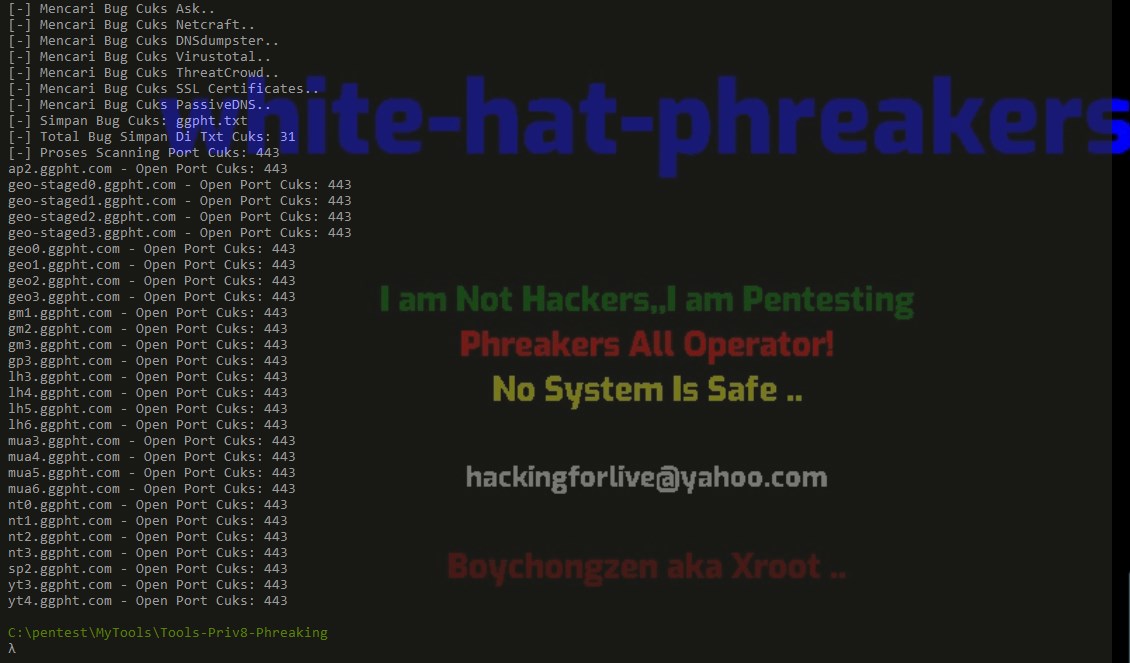 [-] Mencari Bug Cuks Ask..
[-] Mencari Bug Cuks Netcraft..
[-] Mencari Bug Cuks DNSdumpster..
[-] Mencari Bug Cuks Virustotal..
[-] Mencari Bug Cuks ThreatCrowd..
[-] Mencari Bug Cuks SSL Certificates..
[-] Mencari Bug Cuks PassiveDNS..
[-] Simpan Bug Cuks: ggpht.txt
[-] Total Bug Simpan Di Txt Cuks: 31
[-] Proses Scanning Port Cuks: 443
ap2.ggpht.com - Open Port Cuks: 443
geo-staged0.ggpht.com - Open Port Cuks: 443
geo-staged1.ggpht.com - Open Port Cuks: 443
geo-staged2.ggpht.com - Open Port Cuks: 443
geo-staged3.ggpht.com - Open Port Cuks: 443
geo0.ggpht.com - Open Port Cuks: 443
geo1.ggpht.com - Open Port Cuks: 443
geo2.ggpht.com - Open Port Cuks: 443
geo3.ggpht.com - Open Port Cuks: 443
gm1.ggpht.com - Open Port Cuks: 443
gm2.ggpht.com - Open Port Cuks: 443
gm3.ggpht.com - Open Port Cuks: 443
gp3.ggpht.com - Open Port Cuks: 443
lh3.ggpht.com - Open Port Cuks: 443
lh4.ggpht.com - Open Port Cuks: 443
lh5.ggpht.com - Open Port Cuks: 443
lh6.ggpht.com - Open Port Cuks: 443
mua3.ggpht.com - Open Port Cuks: 443
mua4.ggpht.com - Open Port Cuks: 443
mua5.ggpht.com - Open Port Cuks: 443
mua6.ggpht.com - Open Port Cuks: 443
nt0.ggpht.com - Open Port Cuks: 443
nt1.ggpht.com - Open Port Cuks: 443
nt2.ggpht.com - Open Port Cuks: 443
nt3.ggpht.com - Open Port Cuks: 443
sp2.ggpht.com - Open Port Cuks: 443
yt3.ggpht.com - Open Port Cuks: 443
yt4.ggpht.com - Open Port Cuks: 443
C:\pentest\MyTools\Tools-Priv8-Phreaking
λ
white-hat-phreakers
I am Not Hackers,,I am Pentesting
Phreakers All Operator!
No System Is Safe ..
hackingforlive@yahoo.com
Boychongzen aka Xroot ..